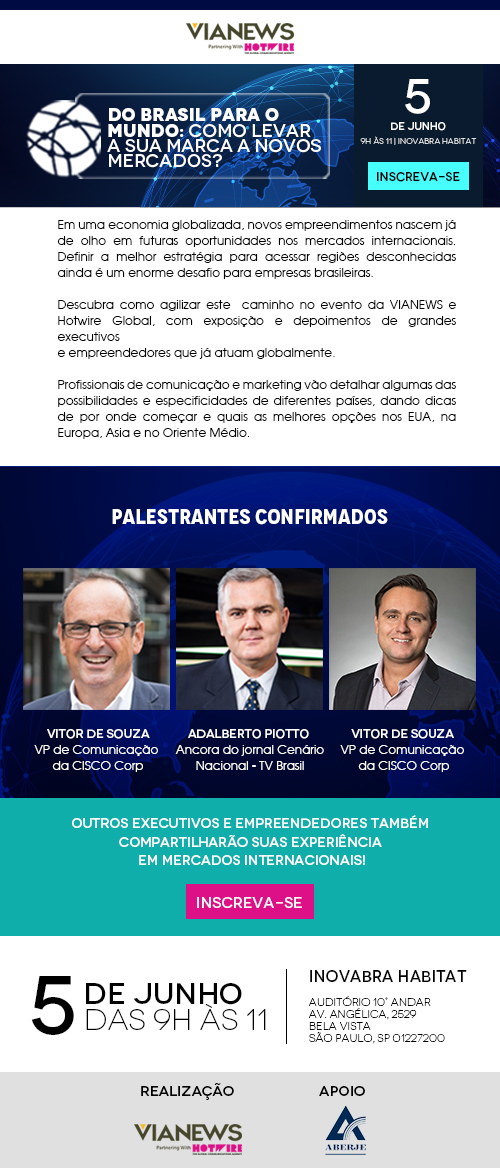 VIANEWS
Partnering With HOTWIRE
THE GLOBAL COMMUNICATIONS AGENCY
DO BRASIL PARA O
MUNDO: COMO LEVAR
A SUA MARCA A NOVOS
MERCADOS?
5
DE JUNHO
9H ÀS 11 | INOVABRA HABITAT
INSCREVA-SE
Em uma economia globalizada, novos empreendimentos nascem já
de olho em futuras oportunidades nos mercados internacionais.
Definir a melhor estratégia para acessar regiões desconhecidas
ainda é um enorme desafio para empresas brasileiras.
Descubra como agilizar este caminho no evento da VIANEWS e
Hotwire Global, com exposição e depoimentos de grandes
executivos
e empreendedores que já atuam globalmente.
Profissionais de comunicação e marketing vão detalhar algumas das
possibilidades e especificidades de diferentes países, dando dicas
de por onde começar e quais as melhores opções nos EUA, na
Europa, Asia e no Oriente Médio.
PALESTRANTES CONFIRMADOS
VITOR DE SOUZA
VP de Comunicação
da CISCO Corp
ADALBERTO PIOTTO
Ancora do jornal Cenário
Nacional - TV Brasil
VITOR DE SOUZA
VP de Comunicação
da CISCO Corp
OUTROS EXECUTIVOS E EMPREENDEDORES TAMBÉM
COMPARTILHARÃO SUAS EXPERIÊNCIA
EM MERCADOS INTERNACIONAIS!
INSCREVA-SE
5 DE JUNHO
DAS 9H ÀS 11
INOVABRA HABITAT
AUDITÓRIO 10° ANDAR
AV. ANGÉLICA, 2529
BELA VISTA
SÃO PAULO, SP 01227200
REALIZAÇÃO
VIANEWS
Partnering With HOTWIRE
THE GLOBAL COMMUNICATIONS AGENCY
APOIO
ABERJE